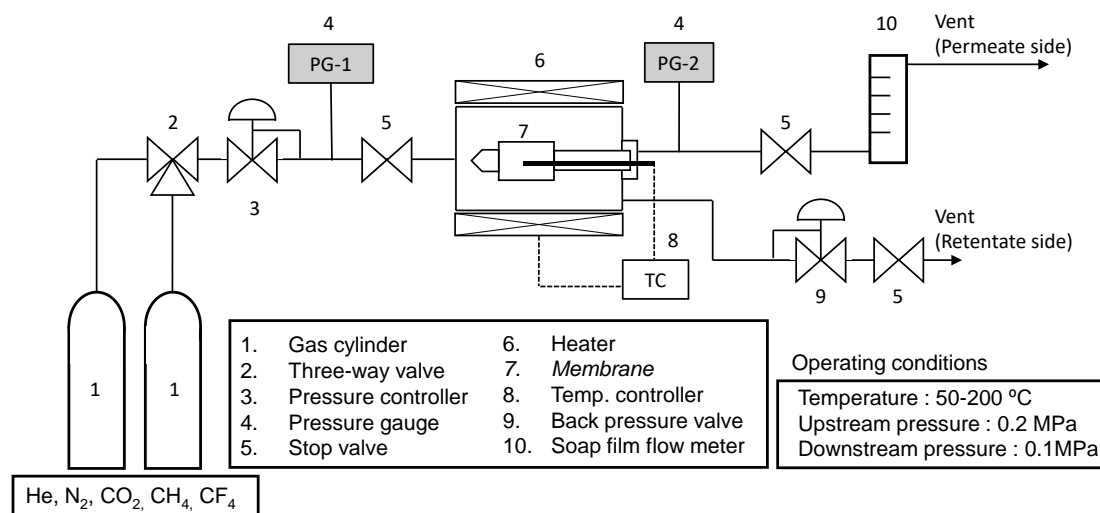 4
4
10
Vent
(Permeate side)
PG-1
6
PG-2
2
5
7
5
3
8
Vent
(Retentate side)
TC
9
5
1
1
1. Gas cylinder
2. Three-way valve
3. Pressure controller
4. Pressure gauge
5. Stop valve
6. Heater
7. Membrane
8. Temp. controller
9. Back pressure valve
10. Soap film flow meter
Operating conditions
Temperature : 50-200 ºC
Upstream pressure : 0.2 MPa
Downstream pressure : 0.1MPa
He, N₂, CO₂, CH₄, CF₄